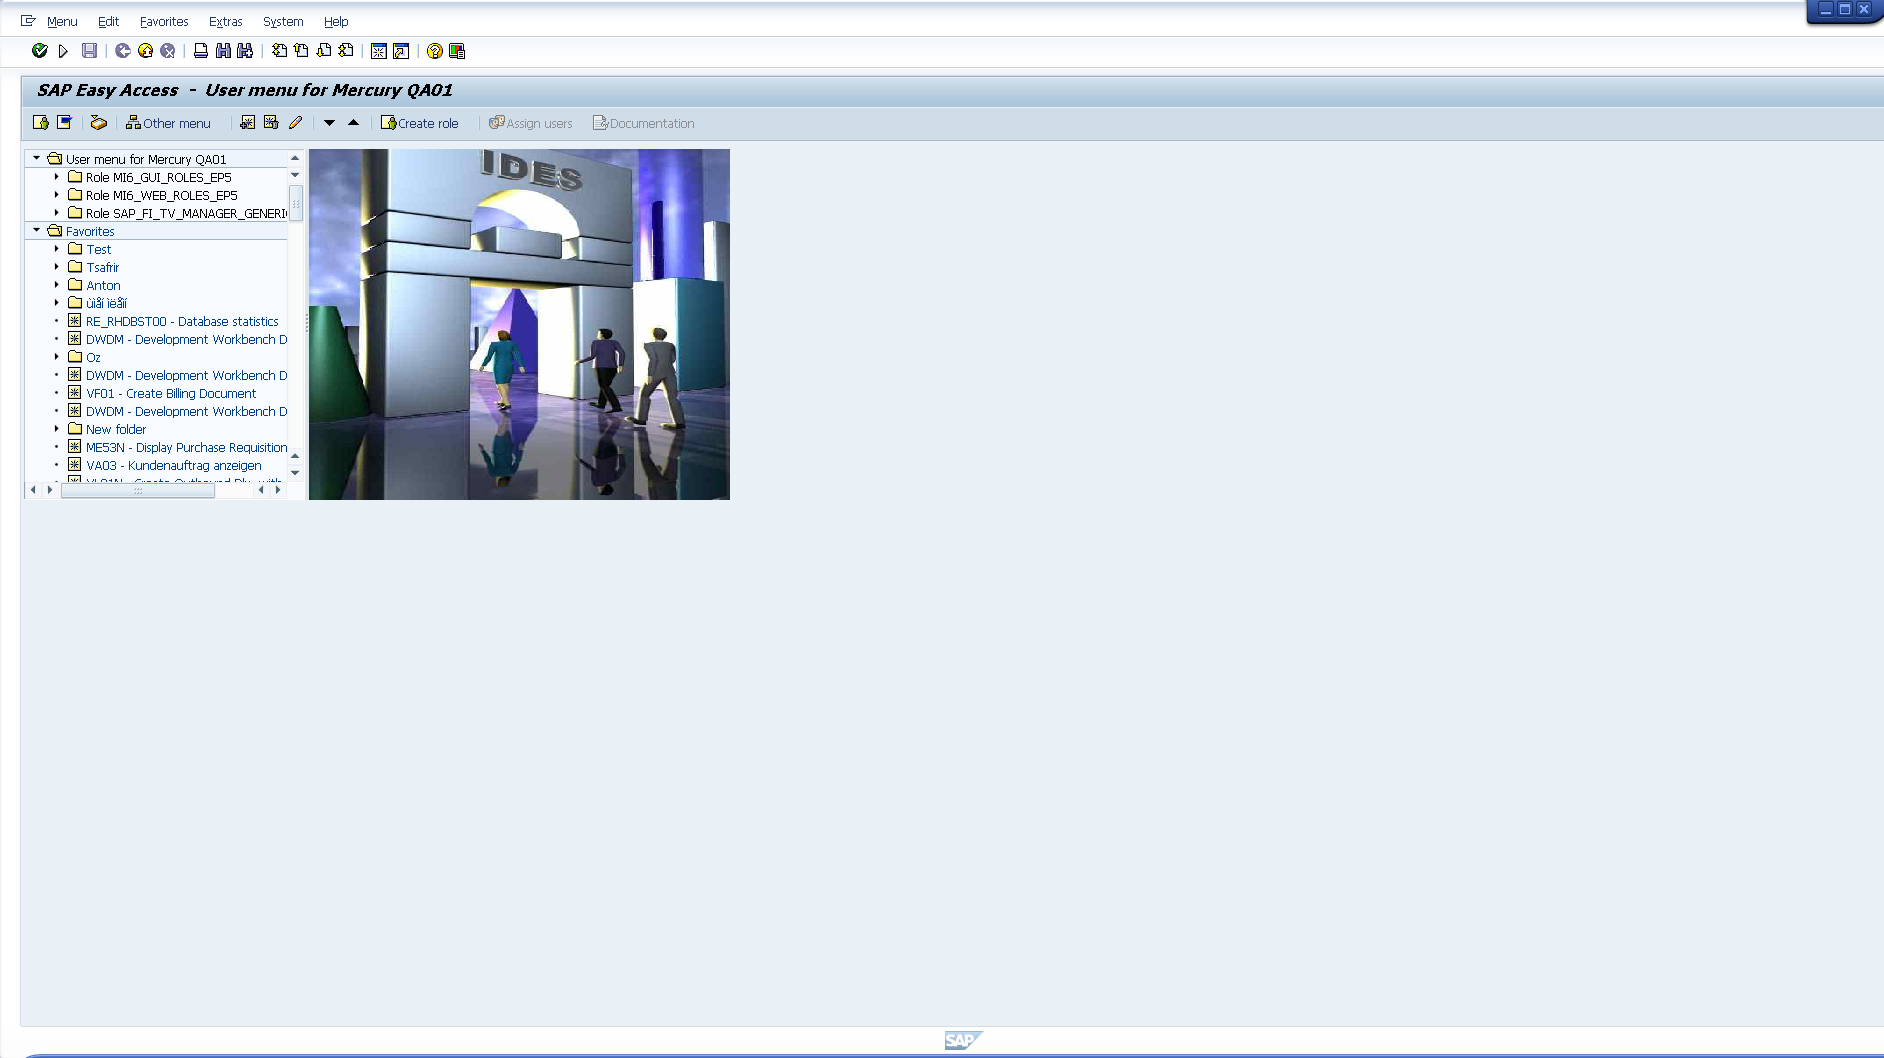 Menu Edit Favorites Extras System Help
SAP Easy Access - User menu for Mercury QA01
Other menu Create role Assign users Documentation
User menu for Mercury QA01
Role MI6_GUI_ROLES_EP5
Role MI6_WEB_ROLES_EP5
Role SAP_FI_TV_MANAGER_GENERI
Favorites
Test
Tsafrir
Anton
RE_RHDBST00 - Database statistics
DWDM - Development Workbench D
Oz
DWDM - Development Workbench D
VF01 - Create Billing Document
DWDM - Development Workbench D
New folder
ME53N - Display Purchase Requisition
VA03 - Kundenauftrag anzeigen
IDES
SAP